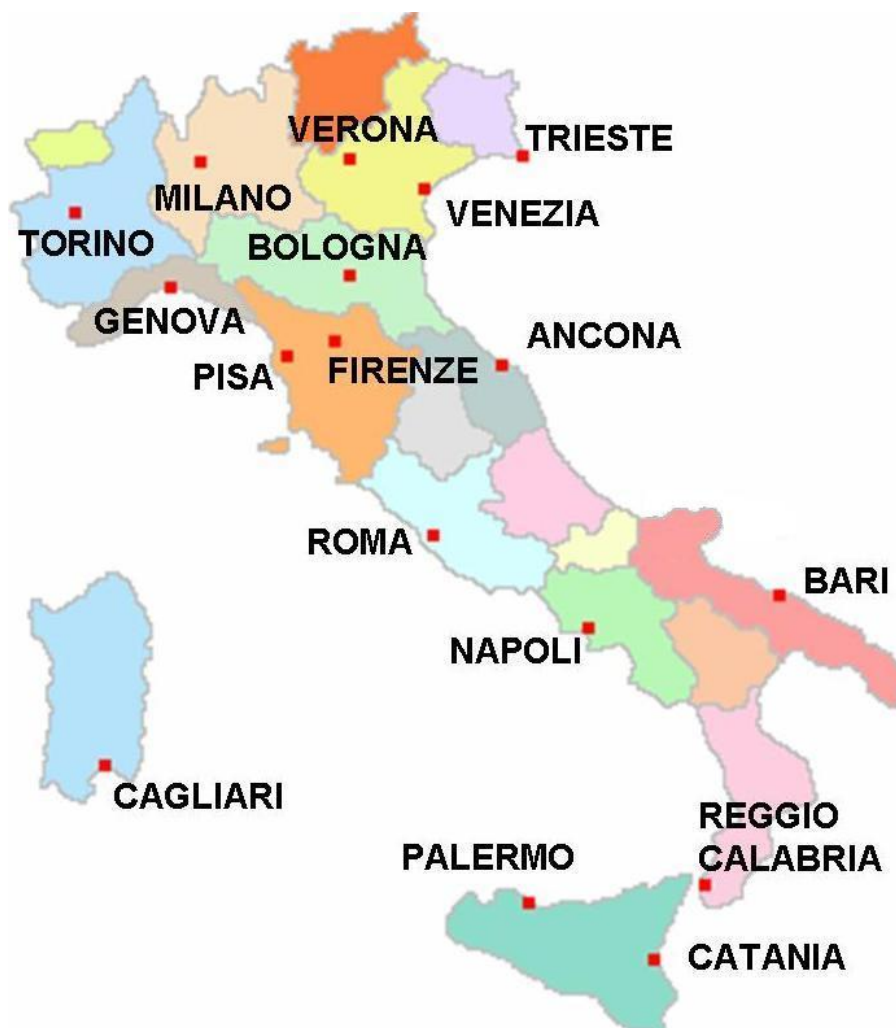 VERONA
TRIESTE
MILANO
VENEZIA
TORINO
BOLOGNA
GENOVA
ANCONA
PISA
FIRENZE
ROMA
BARI
NAPOLI
CAGLIARI
REGGIO
CALABRIA
PALERMO
CATANIA